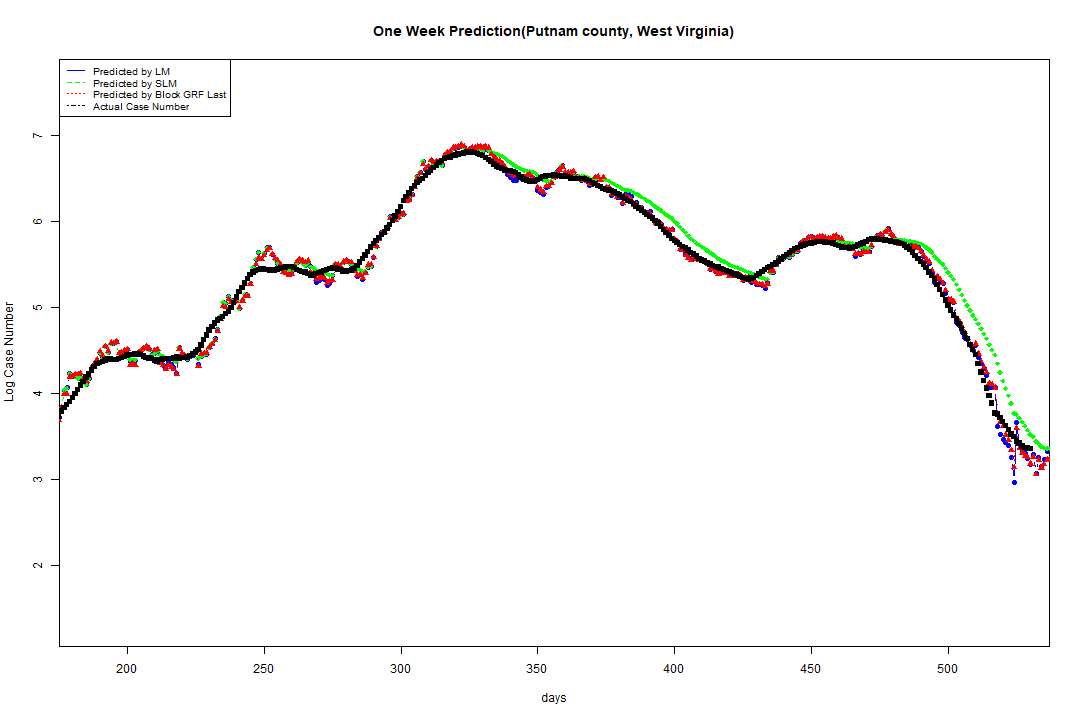 One Week Prediction(Putnam county, West Virginia)
Predicted by LM
Predicted by SLM
Predicted by Block GRF Last
Actual Case Number
7
6
5
4
3
2
Log Case Number
200 250 300 350 400 450 500
days